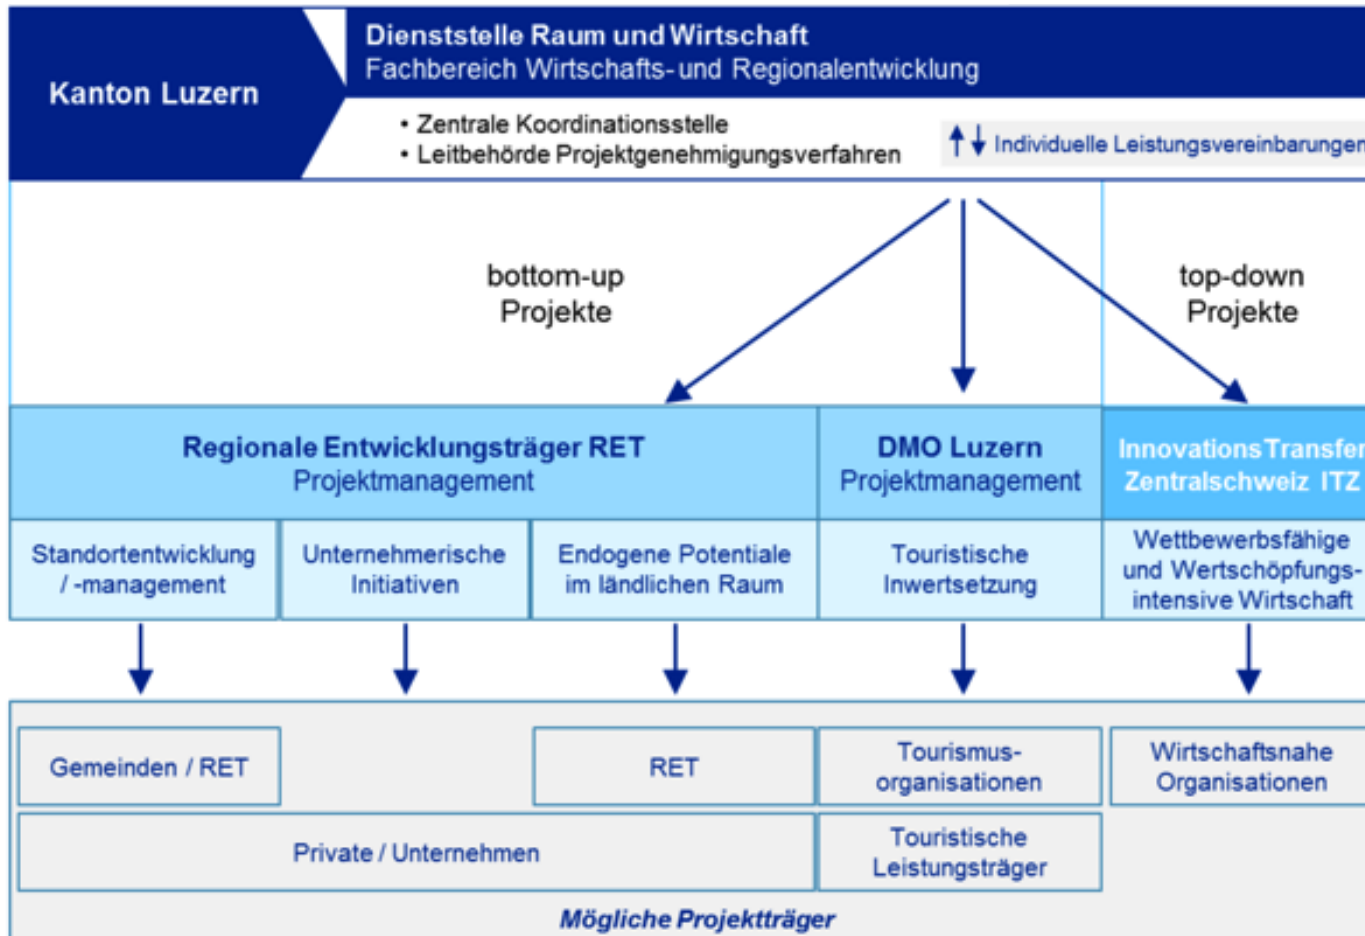 Kanton Luzern
Dienststelle Raum und Wirtschaft
Fachbereich Wirtschafts- und Regionalentwicklung
• Zentrale Koordinationsstelle
• Leitbehörde Projektgenehmigungsverfahren
Individuelle Leistungsvereinbarungen
bottom-up
Projekte
top-down
Projekte
Regionale Entwicklungsträger RET
Projektmanagement
DMO Luzern
Projektmanagement
InnovationsTransfer
Zentralschweiz ITZ
Standortentwicklung
/ -management
Unternehmerische
Initiativen
Endogene Potentiale
im ländlichen Raum
Touristische
Inwertsetzung
Wettbewerbsfähige
und Wertschöpfungs-
intensive Wirtschaft
Gemeinden / RET
RET
Tourismus-
organisationen
Wirtschaftsnahe
Organisationen
Private / Unternehmen
Touristische
Leistungsträger
Mögliche Projektträger